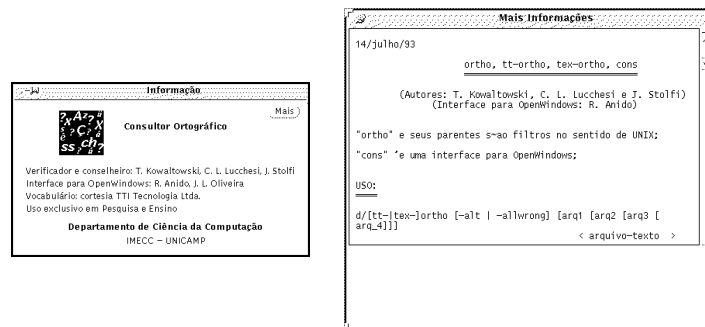 Informação
Mais
Consultor Ortográfico
Verificador e conselheiro: T. Kowaltowski, C. L. Lucchesi, J. Stolfi
Interface para OpenWindows: R. Anido, J. L. Oliveira
Vocabulário: cortesia TTI Tecnologia Ltda.
Uso exclusivo em Pesquisa e Ensino
Departamento de Ciência da Computação
IMECC – UNICAMP
Mais Informações
14/julho/93
ortho, tt-ortho, tex-ortho, cons
(Autores: T. Kowaltowski, C. L. Lucchesi e J. Stolfi)
(Interface para OpenWindows: R. Anido)
"ortho" e seus parentes s~ao filtros no sentido de UNIX;
"cons" ´e uma interface para OpenWindows;
USO:
d/[tt-|tex-]ortho [-alt | -allwrong] [arq1 [arq2 [arq3 [
arq_4]]]
< arquivo-texto >